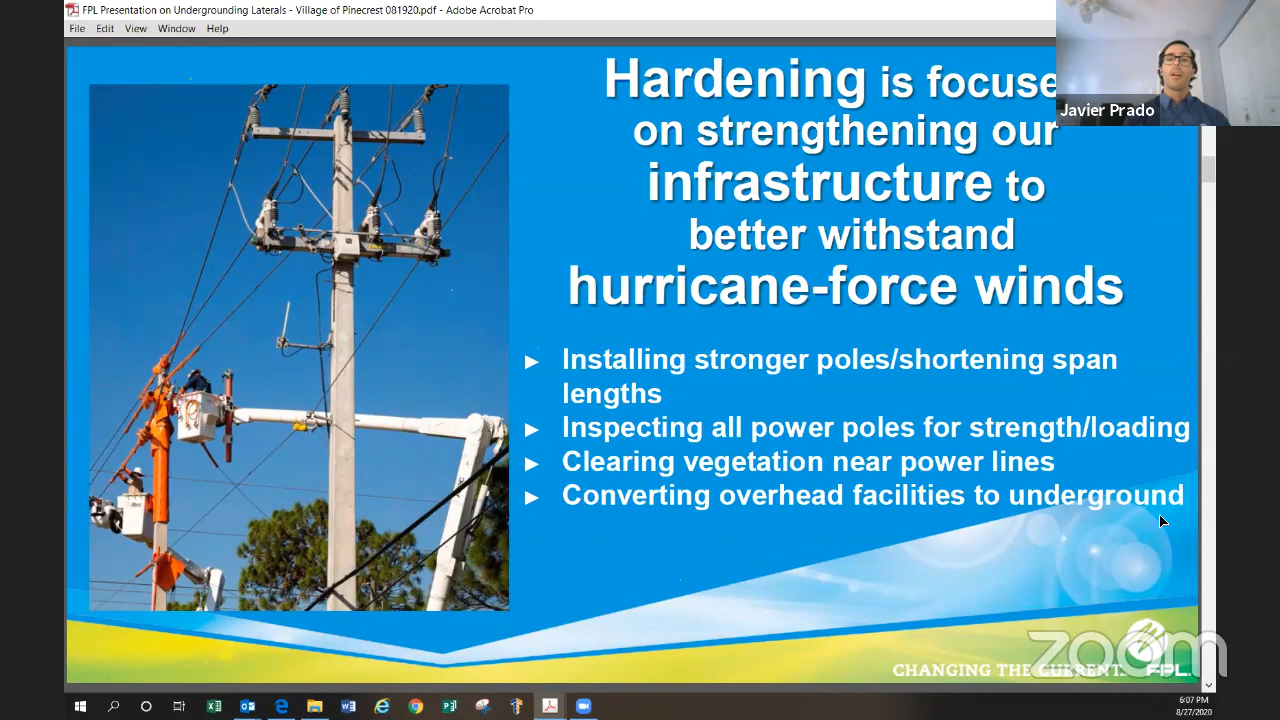 FPL Presentation on Undergrounding Laterals - Village of Pinecrest 081920.pdf - Adobe Acrobat Pro
File Edit View Window Help
Hardening is focuse
on strengthening our
infrastructure to
better withstand
hurricane-force winds
Javier Prado
► Installing stronger poles/shortening span
lengths
► Inspecting all power poles for strength/loading
► Clearing vegetation near power lines
► Converting overhead facilities to underground
CHANGING THE CURRENT.
FPL.
zoom
6:07 PM
8/27/2020